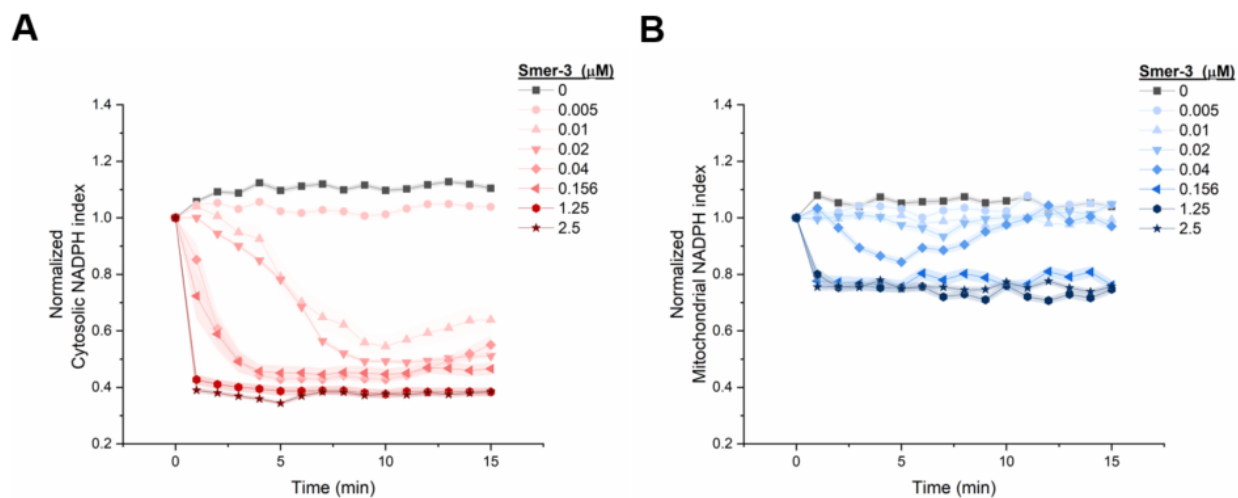 A
Smer-3 (μM)
0
0.005
0.01
0.02
0.04
0.156
1.25
2.5
1.4
1.2
1.0
0.8
0.6
0.4
0.2
Normalized
Cytosolic NADPH index
0 5 10 15
Time (min)
B
Smer-3 (μM)
0
0.005
0.01
0.02
0.04
0.156
1.25
2.5
1.4
1.2
1.0
0.8
0.6
0.4
0.2
Normalized
Mitochondrial NADPH index
0 5 10 15
Time (min)